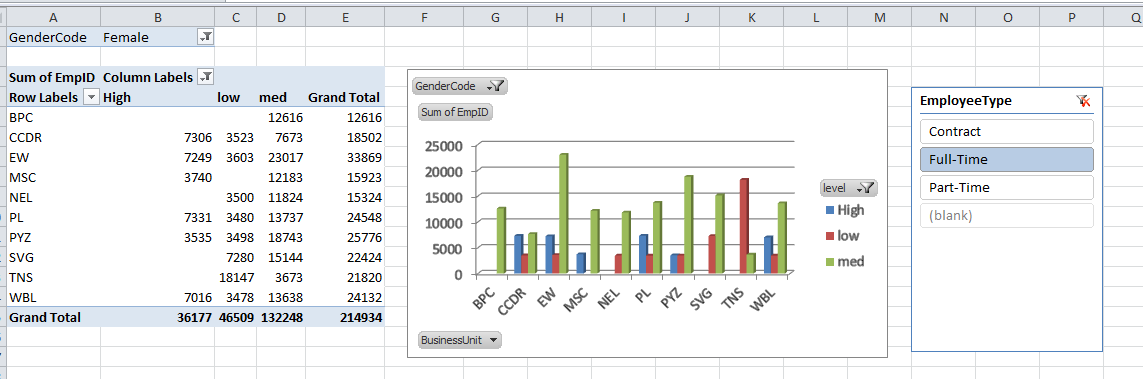 A B C D E F G H I J K L M N O P Q
GenderCode Female
Sum of EmpID Column Labels
Row Labels High low med Grand Total
BPC 12616 12616
CCDR 7306 3523 7673 18502
EW 7249 3603 23017 33869
MSC 3740 12183 15923
NEL 3500 11824 15324
PL 7331 3480 13737 24548
PYZ 3535 3498 18743 25776
SVG 7280 15144 22424
TNS 18147 3673 21820
WBL 7016 3478 13638 24132
Grand Total 36177 46509 132248 214934
GenderCode
Sum of EmpID
25000
20000
15000
10000
5000
0
BPC CCDR EW MSC NEL PL PYZ SVG TNS WBL
level
High
low
med
BusinessUnit
EmployeeType
Contract
Full-Time
Part-Time
(blank)